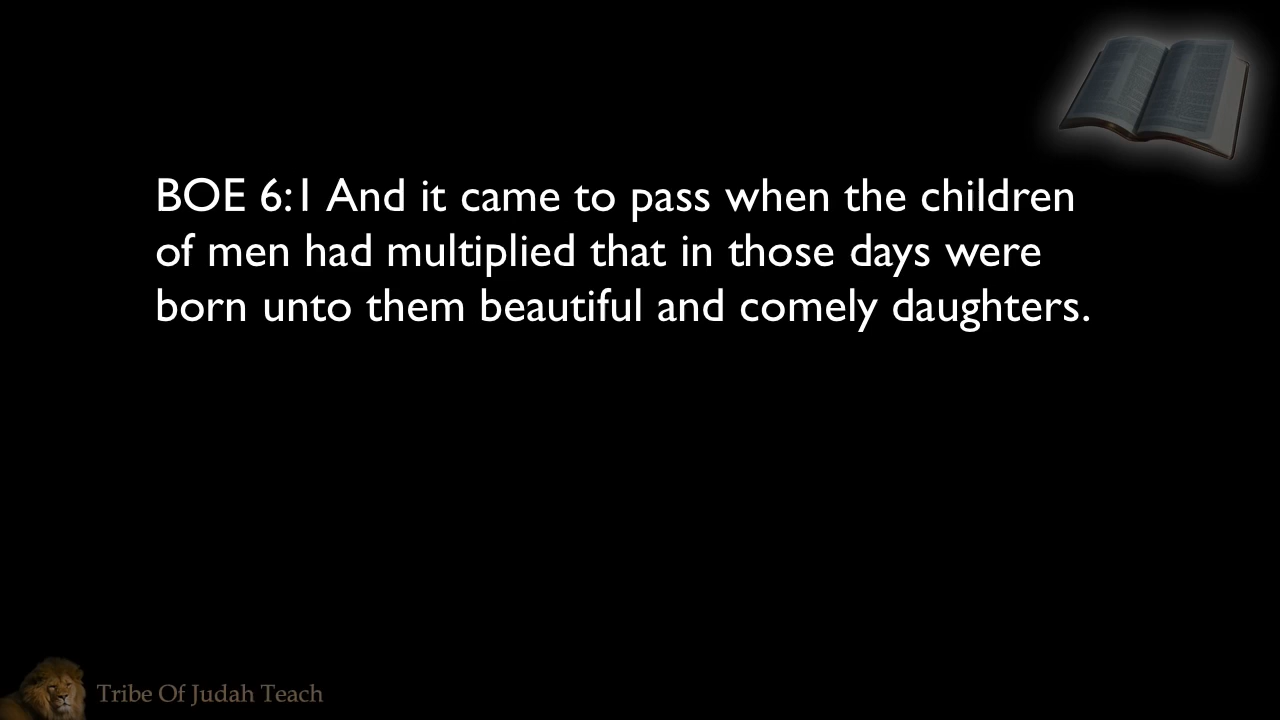 BOE 6:1 And it came to pass when the children
of men had multiplied that in those days were
born unto them beautiful and comely daughters.
Tribe Of Judah Teach